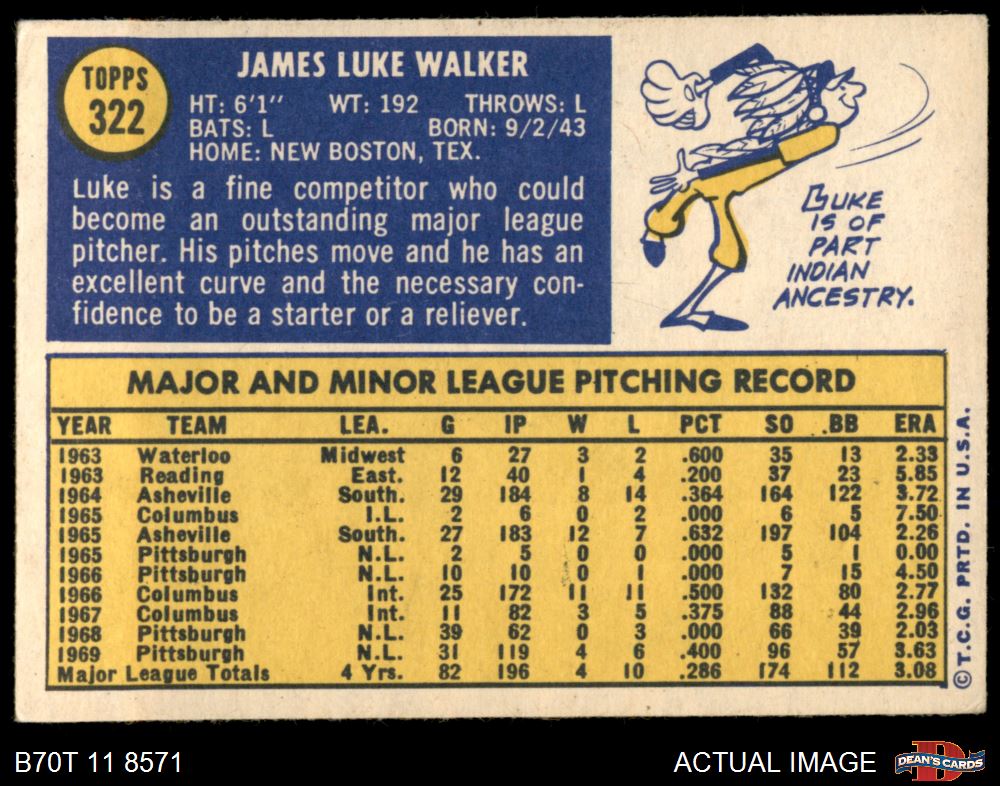 TOPPS
322
JAMES LUKE WALKER
HT: 6'1" WT: 192 THROWS: L
BATS: L BORN: 9/2/43
HOME: NEW BOSTON, TEX.
Luke is a fine competitor who could
become an outstanding major league
pitcher. His pitches move and he has an
excellent curve and the necessary con-
fidence to be a starter or a reliever.
LUKE
IS OF
PART
INDIAN
ANCESTRY.
MAJOR AND MINOR LEAGUE PITCHING RECORD
YEAR TEAM LEA. G IP W L PCT SO BB ERA
1963 Waterloo Midwest 6 27 3 2 .600 35 13 2.33
1963 Reading East. 12 40 1 4 .200 37 23 5.85
1964 Asheville South. 29 184 8 14 .364 164 122 3.72
1965 Columbus I.L. 2 6 0 2 .000 6 5 7.50
1965 Asheville South. 27 183 12 7 .632 197 104 2.26
1965 Pittsburgh N.L. 2 5 0 0 .000 5 1 0.00
1966 Pittsburgh N.L. 10 10 0 1 .000 7 15 4.50
1966 Columbus Int. 25 172 11 11 .500 132 80 2.77
1967 Columbus Int. 11 82 3 5 .375 88 44 2.96
1968 Pittsburgh N.L. 39 62 0 3 .000 66 39 2.03
1969 Pittsburgh N.L. 31 119 4 6 .400 96 57 3.63
Major League Totals 4 Yrs. 82 196 4 10 .286 174 112 3.08
©T.C.G. PRTD. IN U.S.A.
B70T 11 8571
ACTUAL IMAGE
DEAN'S CARDS